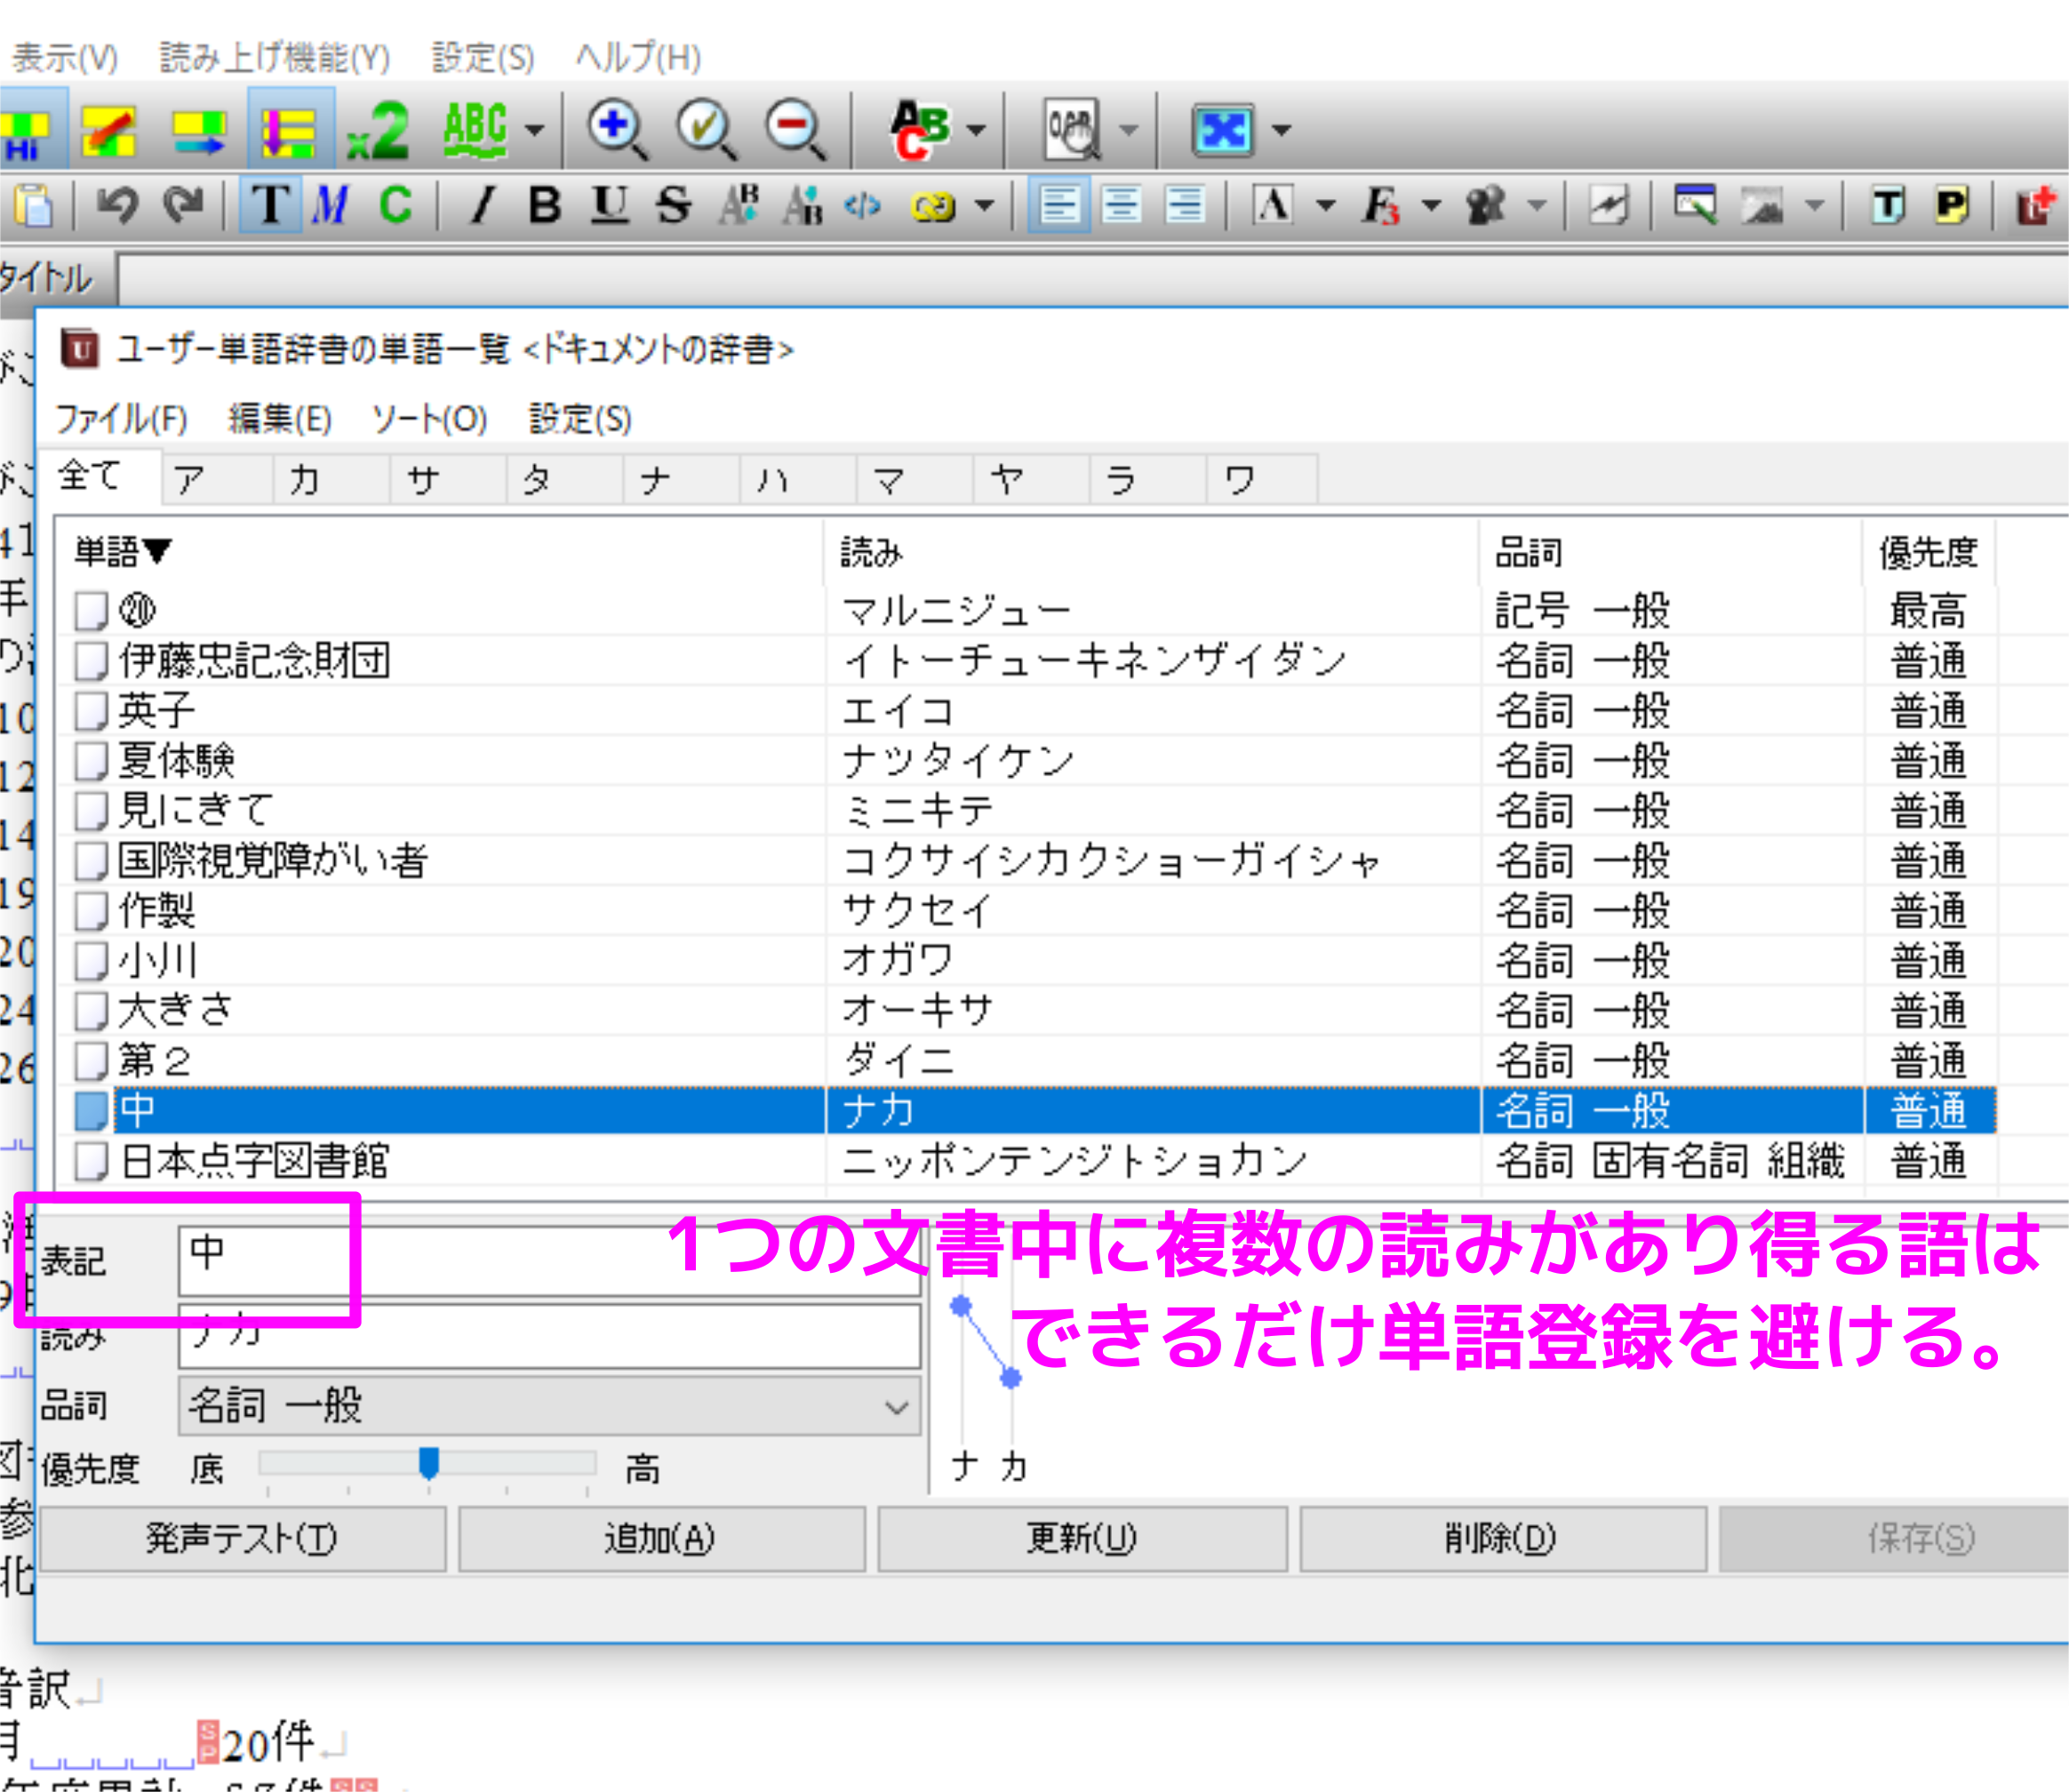 表示(V) 読み上げ機能(Y) 設定(S) ヘルプ(H)
Hi x2 ABC ABC OCR
T M C I B U S AB AB </> A F3 T P
タイトル
ユーザー単語辞書の単語一覧 <ドキュメントの辞書>
ファイル(F) 編集(E) ソート(O) 設定(S)
全て ア カ サ タ ナ ハ マ ヤ ラ ワ
単語▼ 読み 品詞 優先度
⑳ マルニジュー 記号 一般 最高
伊藤忠記念財団 イトーチューキネンザイダン 名詞 一般 普通
英子 エイコ 名詞 一般 普通
夏体験 ナツタイケン 名詞 一般 普通
見にきて ミニキテ 名詞 一般 普通
国際視覚障がい者 コクサイシカクショーガイシャ 名詞 一般 普通
作製 サクセイ 名詞 一般 普通
小川 オガワ 名詞 一般 普通
大きさ オーキサ 名詞 一般 普通
第２ ダイニ 名詞 一般 普通
中 ナカ 名詞 一般 普通
日本点字図書館 ニッポンテンジトショカン 名詞 固有名詞 組織 普通
表記 中
1つの文書中に複数の読みがあり得る語は
できるだけ単語登録を避ける。
読み ナカ
品詞 名詞 一般
優先度 底 高
ナ カ
発声テスト(T) 追加(A) 更新(U) 削除(D) 保存(S)
音訳
月 SP20件